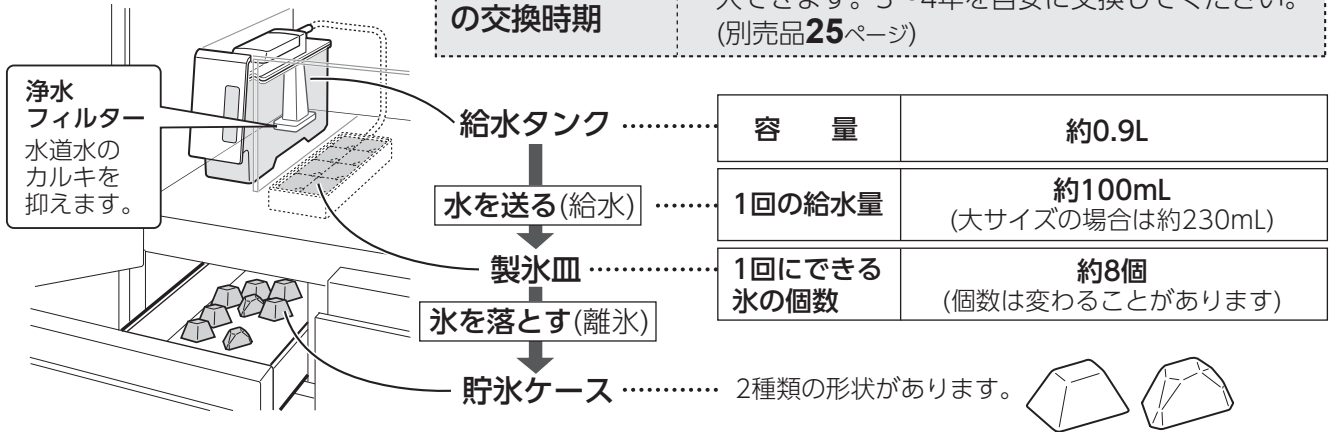 の交換時期
(別売品25ページ)
浄水
フィルター
水道水の
カルキを
抑えます。
給水タンク
容 量
約0.9L
水を送る(給水)
1回の給水量
約100mL
(大サイズの場合は約230mL)
製氷皿
1回にできる
氷の個数
約8個
(個数は変わることがあります)
氷を落とす(離氷)
貯氷ケース
2種類の形状があります。